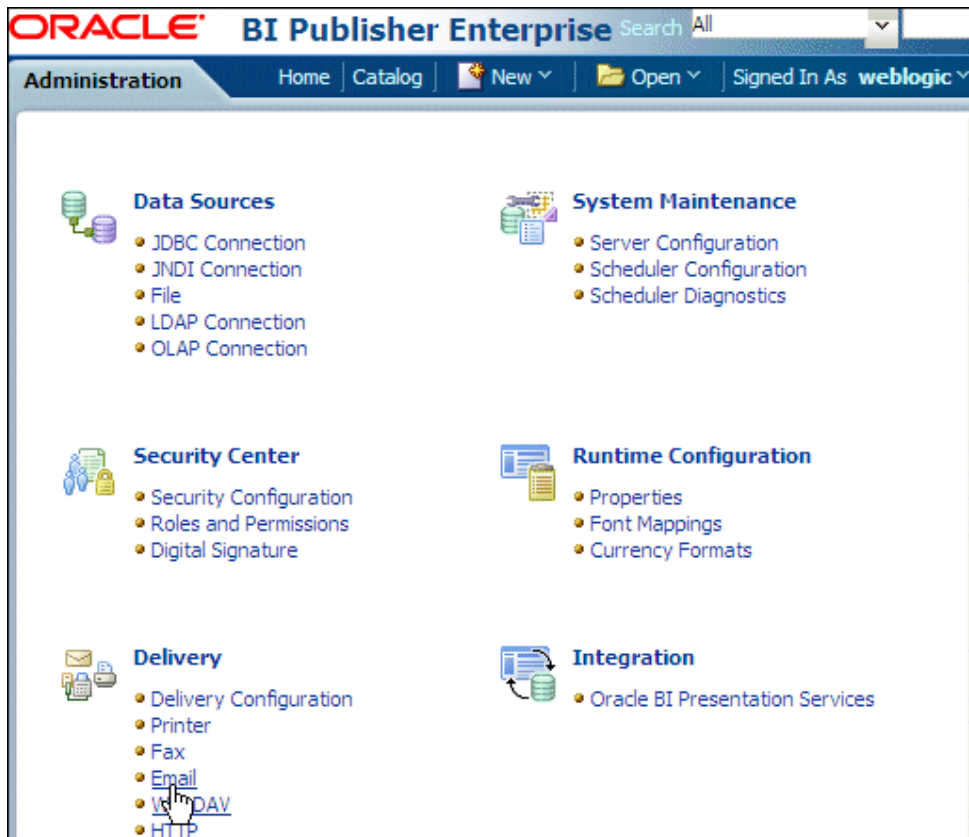 ORACLE BI Publisher Enterprise Search All
Administration Home Catalog New Open Signed In As weblogic
Data Sources
JDBC Connection
JNDI Connection
File
LDAP Connection
OLAP Connection
System Maintenance
Server Configuration
Scheduler Configuration
Scheduler Diagnostics
Security Center
Security Configuration
Roles and Permissions
Digital Signature
Runtime Configuration
Properties
Font Mappings
Currency Formats
Delivery
Delivery Configuration
Printer
Fax
Email
HTTP
Integration
Oracle BI Presentation Services